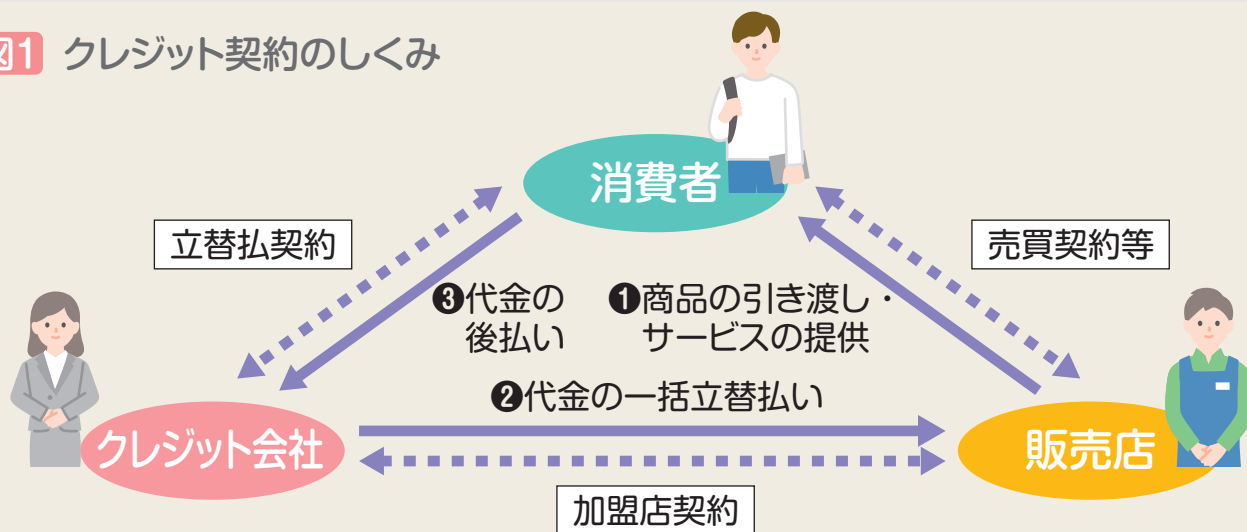 図1 クレジット契約のしくみ
消費者
立替払契約
売買契約等
❸代金の
後払い
❶商品の引き渡し・
サービスの提供
❷代金の一括立替払い
クレジット会社
販売店
加盟店契約